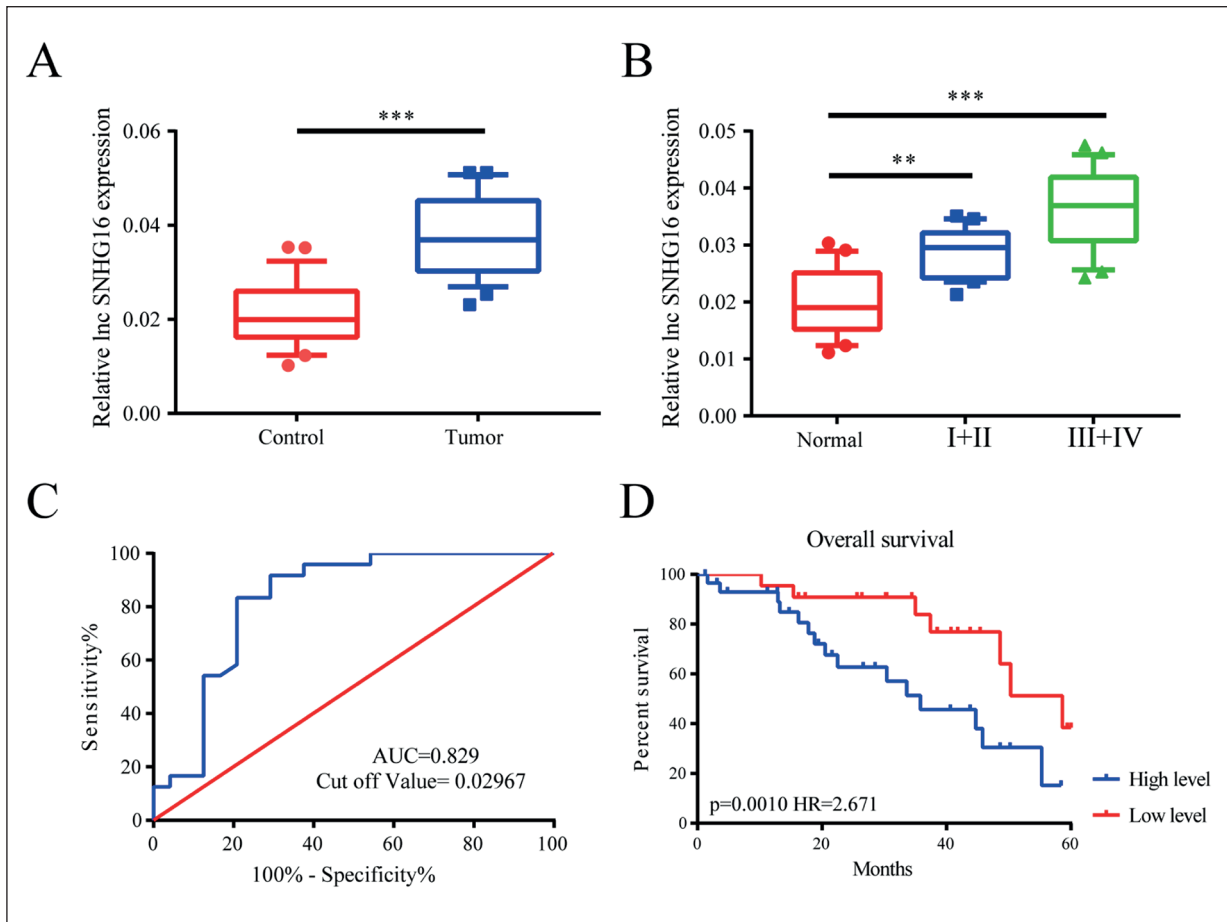 A
Relative lnc SNHG16 expression
0.06
0.04
0.02
0.00
***
Control
Tumor
B
Relative lnc SNHG16 expression
0.05
0.04
0.03
0.02
0.01
0.00
***
**
Normal
I+II
III+IV
C
Sensitivity%
100
80
60
40
20
0
AUC=0.829
Cut off Value= 0.02967
0 20 40 60 80 100
100% - Specificity%
D
Overall survival
Percent survival
100
80
60
40
20
0
p=0.0010 HR=2.671
0 20 40 60
Months
High level
Low level